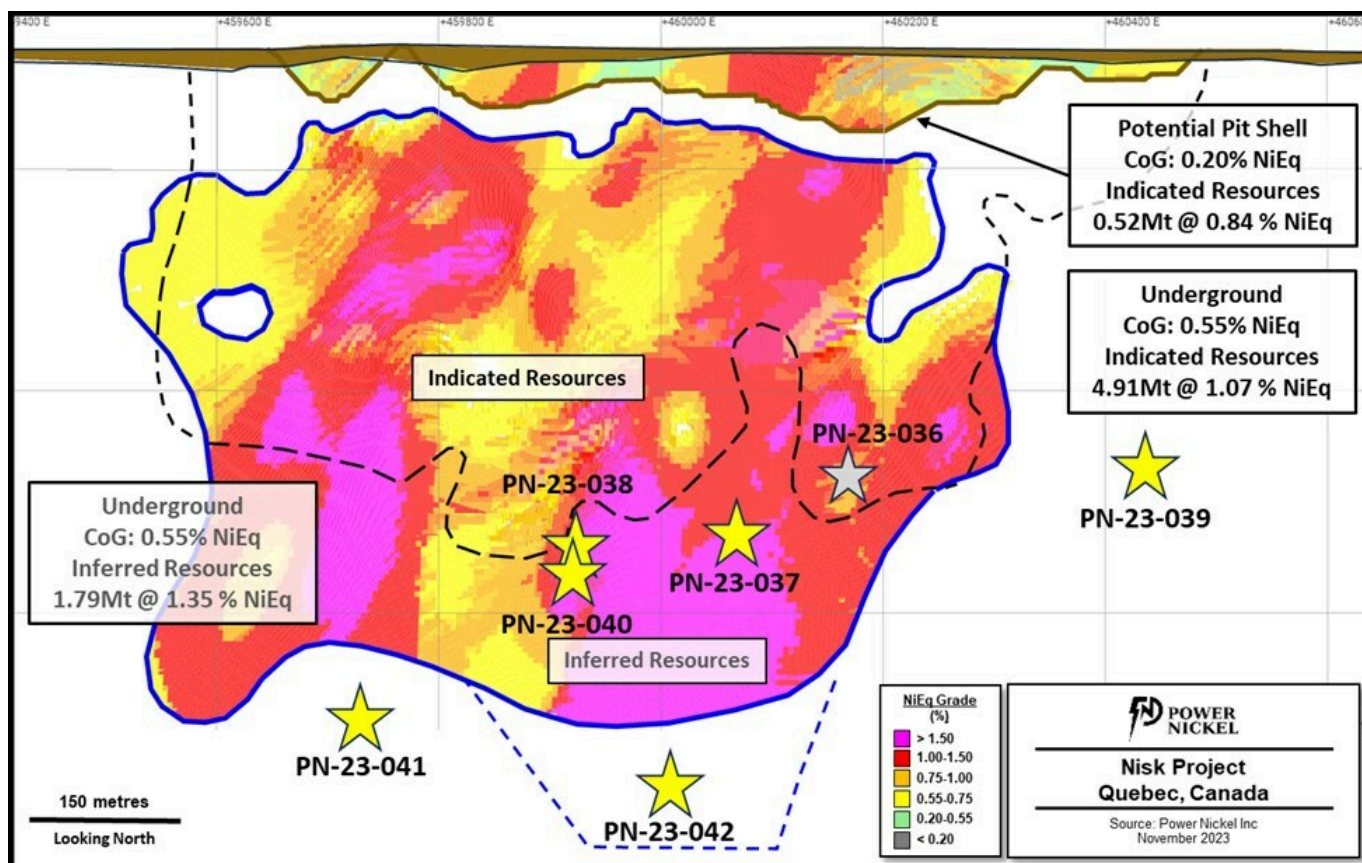 9400 E
+459600 E
+459800 E
+460000 E
+460200 E
+460400 E
+4606
Potential Pit Shell
CoG: 0.20% NiEq
Indicated Resources
0.52Mt @ 0.84 % NiEq
Underground
CoG: 0.55% NiEq
Indicated Resources
4.91Mt @ 1.07 % NiEq
Indicated Resources
PN-23-036
PN-23-038
PN-23-039
Underground
CoG: 0.55% NiEq
Inferred Resources
1.79Mt @ 1.35 % NiEq
PN-23-037
PN-23-040
Inferred Resources
PN-23-041
PN-23-042
150 metres
Looking North
NiEq Grade
(%)
> 1.50
1.00-1.50
0.75-1.00
0.55-0.75
0.20-0.55
< 0.20
POWER
NICKEL
Nisk Project
Quebec, Canada
Source: Power Nickel Inc
November 2023